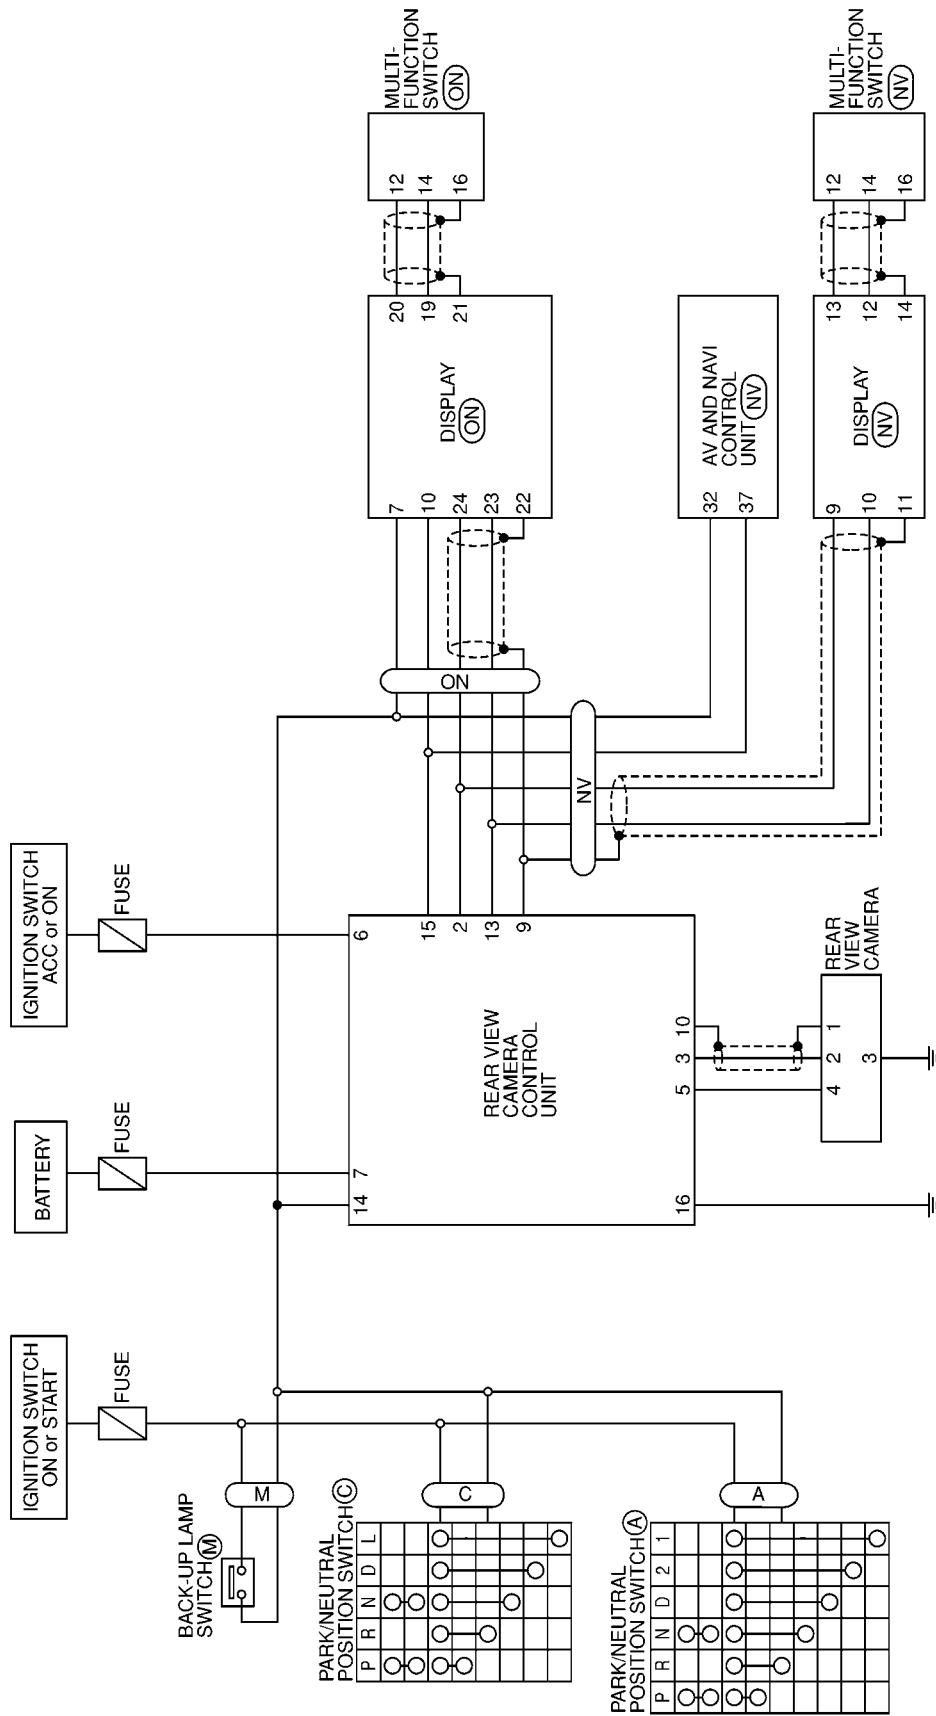 IGNITION SWITCH
ON or START
FUSE
BATTERY
FUSE
IGNITION SWITCH
ACC or ON
FUSE
BACK-UP LAMP
SWITCH M
M
PARK/NEUTRAL
POSITION SWITCH C
P R N D L
C
PARK/NEUTRAL
POSITION SWITCH A
P R N D 2 1
A
14 7 6
REAR VIEW
CAMERA
CONTROL
UNIT
15
2
13
9
16 5 3 10
4 2 1
3
REAR
VIEW
CAMERA
ON
NV
7
10
24
23
22
DISPLAY
ON
20
19
21
12
14
16
MULTI-
FUNCTION
SWITCH
ON
32
37
AV AND NAVI
CONTROL
UNIT NV
9
10
11
DISPLAY
NV
13
12
14
12
14
16
MULTI-
FUNCTION
SWITCH
NV